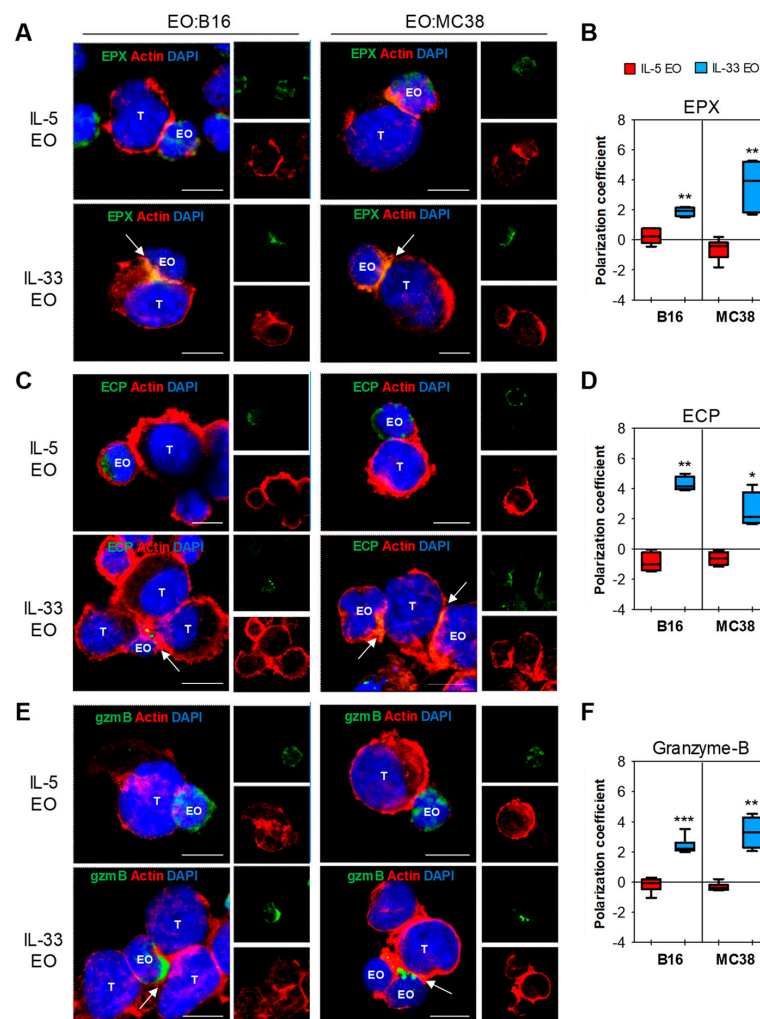 EO:B16
EO:MC38
A
EPX Actin DAPI
T
EO
EPX Actin DAPI
EO
T
IL-5
EO
EPX Actin DAPI
EO
T
EPX Actin DAPI
EO
T
IL-33
EO
B
IL-5 EO
IL-33 EO
EPX
Polarization coefficient
8
6
4
2
0
-2
-4
**
**
B16
MC38
C
ECP Actin DAPI
EO
T
ECP Actin DAPI
EO
T
IL-5
EO
ECP Actin DAPI
T
T
T
EO
ECP Actin DAPI
EO
T
EO
IL-33
EO
D
ECP
Polarization coefficient
8
6
4
2
0
-2
-4
**
*
B16
MC38
E
gzmB Actin DAPI
T
EO
gzmB Actin DAPI
T
EO
IL-5
EO
gzmB Actin DAPI
T
EO
T
T
gzmB Actin DAPI
T
EO
EO
IL-33
EO
F
Granzyme-B
Polarization coefficient
8
6
4
2
0
-2
-4
***
**
B16
MC38